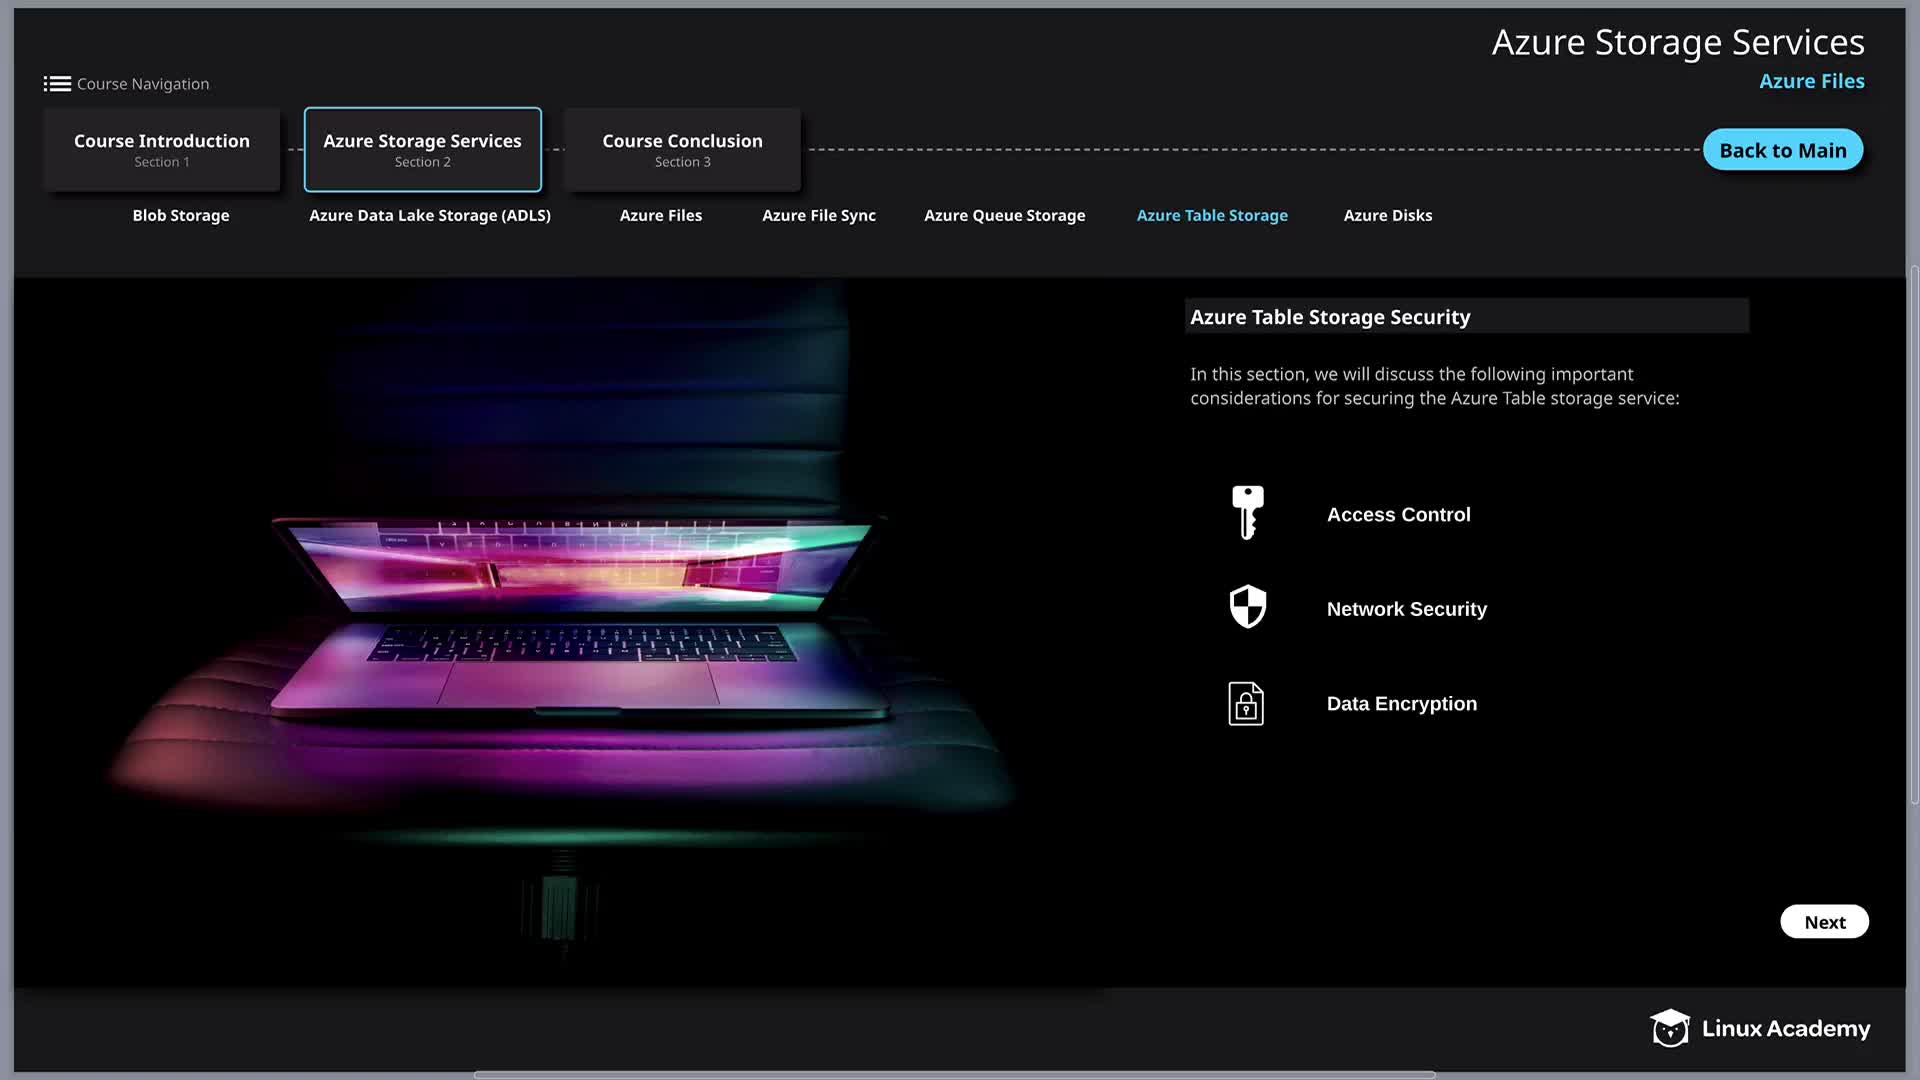 Azure Storage Services
Azure Files
Course Navigation
Course Introduction
Section 1
Azure Storage Services
Section 2
Course Conclusion
Section 3
Back to Main
Blob Storage
Azure Data Lake Storage (ADLS)
Azure Files
Azure File Sync
Azure Queue Storage
Azure Table Storage
Azure Disks
Azure Table Storage Security
In this section, we will discuss the following important
considerations for securing the Azure Table storage service:
Access Control
Network Security
Data Encryption
Next
Linux Academy